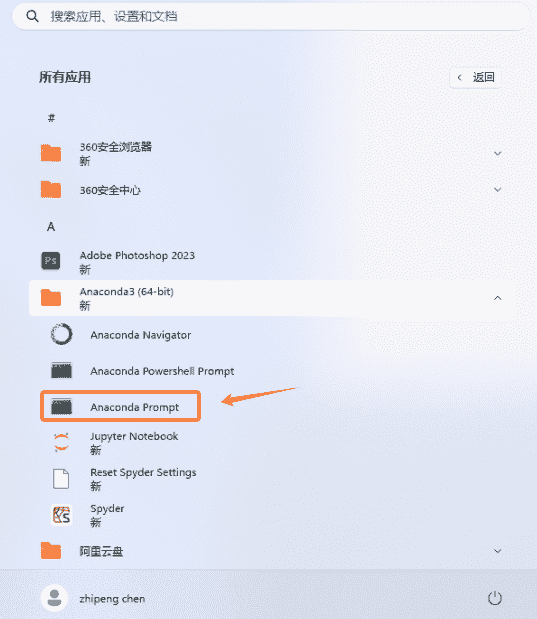 搜索应用、设置和文档
所有应用
返回
#
360安全浏览器
新
360安全中心
A
Ps
Adobe Photoshop 2023
新
Anaconda3 (64-bit)
新
Anaconda Navigator
Anaconda Powershell Prompt
Anaconda Prompt
Jupyter Notebook
新
Reset Spyder Settings
新
Spyder
新
阿里云盘
zhipeng chen